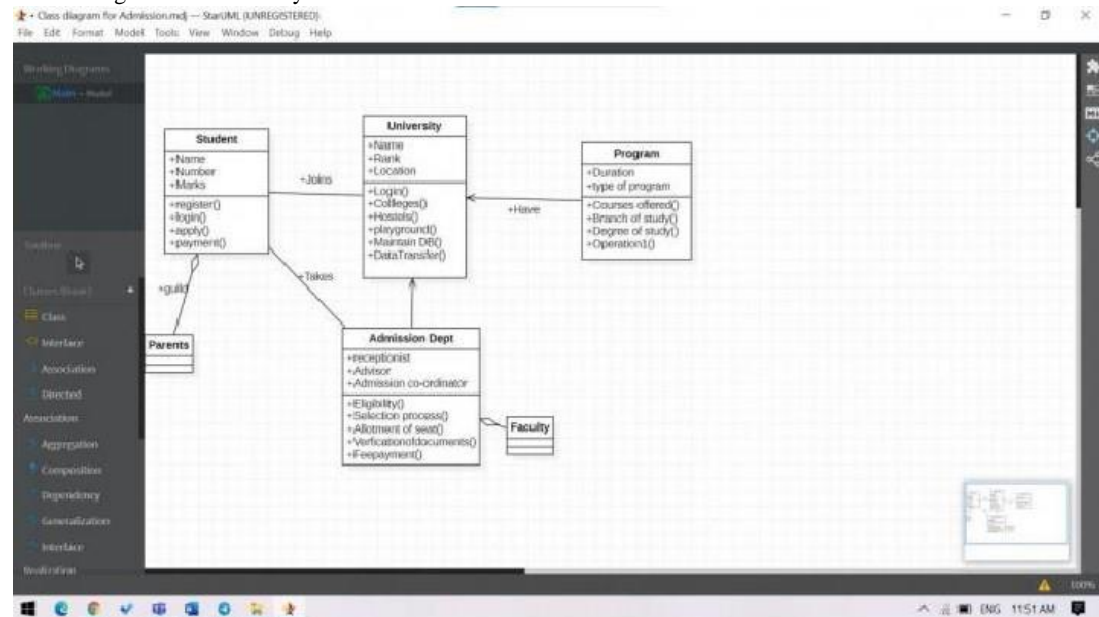 Class diagram for Admission.mdj — StarUML (UNREGISTERED)
File Edit Format Model Tools View Window Debug Help
Working Diagrams
Main - Model
Student
+Name
+Number
+Marks
+register()
+login()
+apply()
+payment()
+Joins
University
+Name
+Rank
+Location
+Login()
+Collleges()
+Hostels()
+playground()
+Maintain DB()
+DataTransfer()
+Have
Program
+Duration
+type of program
+Courses offered()
+Branch of study()
+Degree of study()
+Operation1()
+guild
+Takes
Parents
Admission Dept
+receptionist
+Advisor
+Admission co-ordinator
+Eligibility()
+Selection process()
+Allotment of seat()
+Verficationofdocuments()
+Feepayment()
Faculty
Toolbox
Classes (Basic)
Class
Interface
Association
Directed
Association
Aggregation
Composition
Dependency
Generalization
Interface
Realization
100%
ENG 11:51 AM